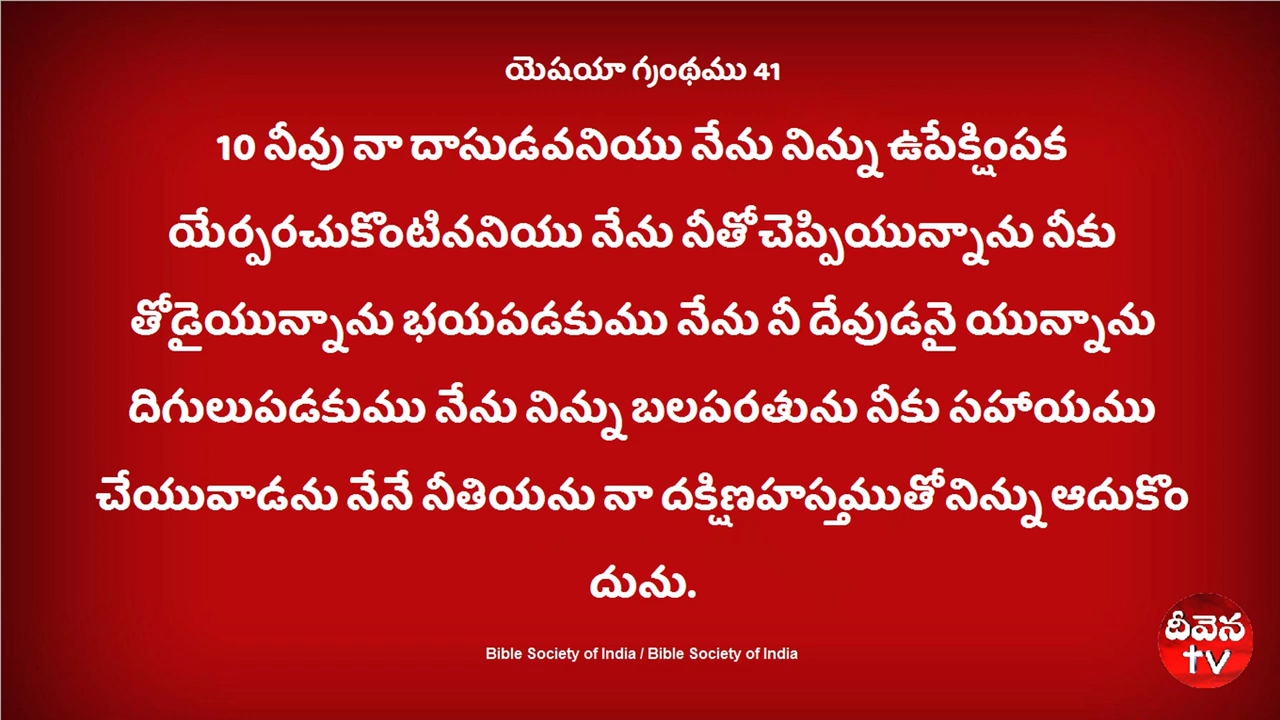 యెషయా గ్రంథము 41
10 నీవు నా దాసుడవనియు నేను నిన్ను ఉపేక్షింపక
యేర్పరచుకొంటిననియు నేను నీతోచెప్పియున్నాను నీకు
తోడైయున్నాను భయపడకుము నేను నీ దేవుడనై యున్నాను
దిగులుపడకుము నేను నిన్ను బలపరతును నీకు సహాయము
చేయువాడను నేనే నీతియను నా దక్షిణహస్తముతోనిన్ను ఆదుకొం
దును.
Bible Society of India / Bible Society of India
దీవెన
tv